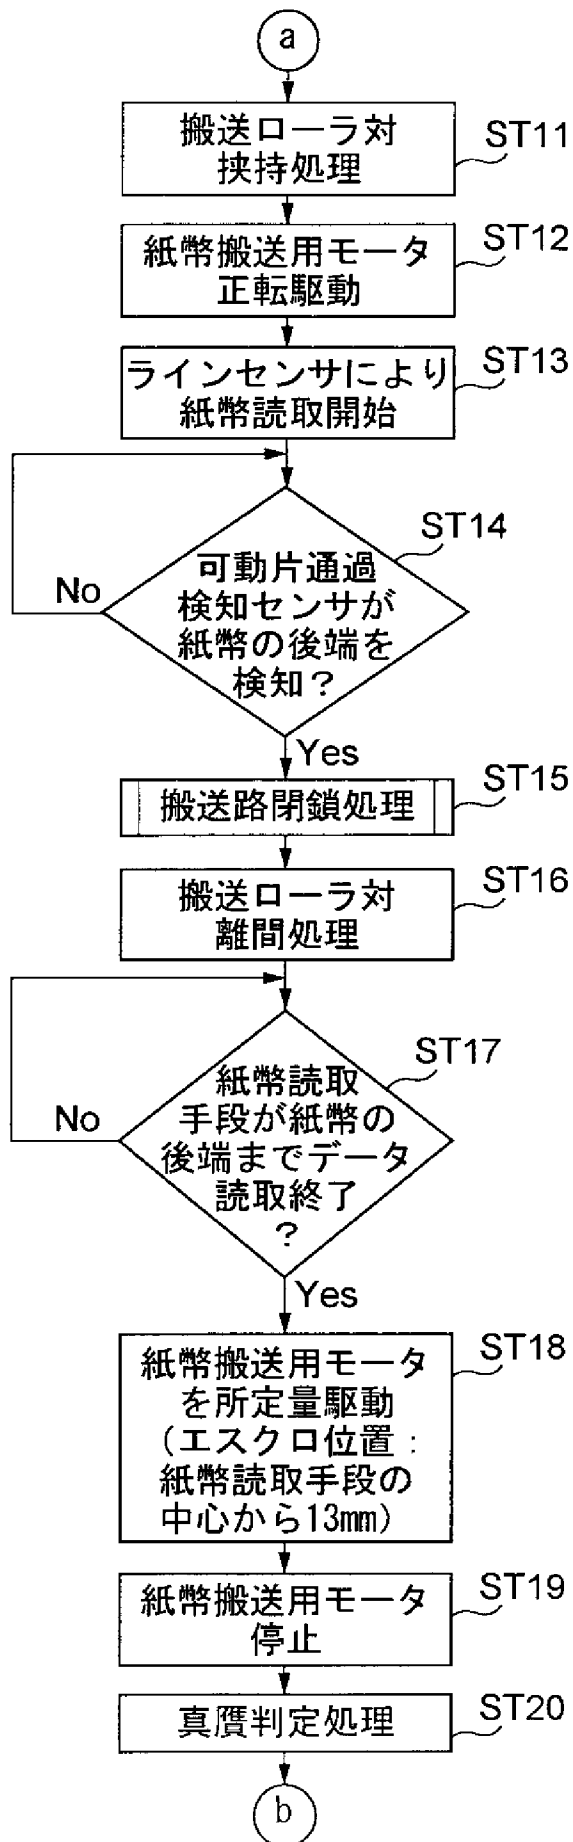 a
搬送ローラ対
挟持処理
ST11
紙幣搬送用モータ
正転駆動
ST12
ラインセンサにより
紙幣読取開始
ST13
可動片通過
検知センサが
紙幣の後端を
検知？
ST14
No
Yes
搬送路閉鎖処理
ST15
搬送ローラ対
離間処理
ST16
紙幣読取
手段が紙幣の
後端までデータ
読取終了
？
ST17
No
Yes
紙幣搬送用モータ
を所定量駆動
（エスクロ位置：
紙幣読取手段の
中心から13mm）
ST18
紙幣搬送用モータ
停止
ST19
真贋判定処理
ST20
b